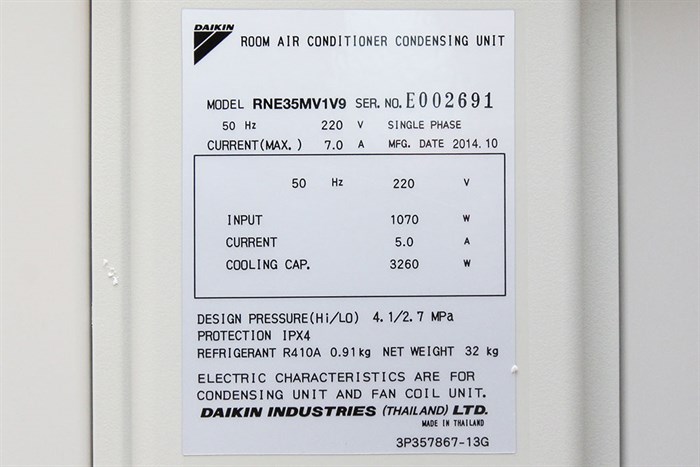 DAIKIN
ROOM AIR CONDITIONER CONDENSING UNIT
MODEL RNE35MV1V9 SER. NO. E002691
50 Hz 220 V SINGLE PHASE
CURRENT(MAX. ) 7.0 A MFG. DATE 2014.10
50 Hz 220 V
INPUT 1070 W
CURRENT 5.0 A
COOLING CAP. 3260 W
DESIGN PRESSURE(Hi/LO) 4.1/2.7 MPa
PROTECTION IPX4
REFRIGERANT R410A 0.91kg NET WEIGHT 32 kg
ELECTRIC CHARACTERISTICS ARE FOR
CONDENSING UNIT AND FAN COIL UNIT.
DAIKIN INDUSTRIES (THAILAND) LTD.
MADE IN THAILAND
3P357867-13G